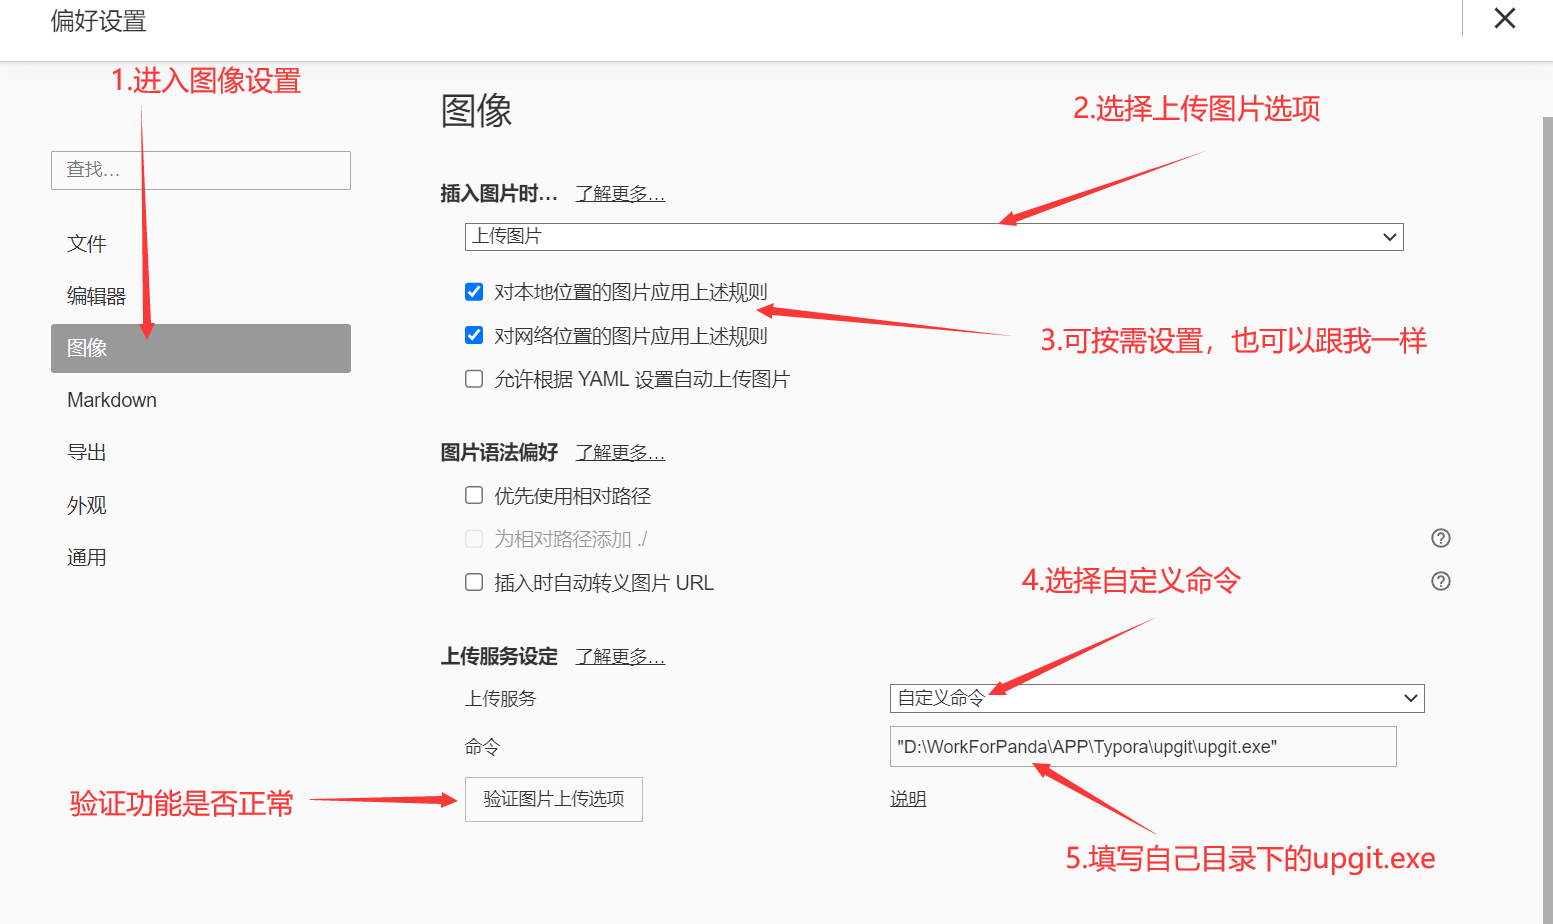 偏好设置
1.进入图像设置
查找...
文件
编辑器
图像
Markdown
导出
外观
通用
图像
2.选择上传图片选项
插入图片时... 了解更多...
上传图片
对本地位置的图片应用上述规则
对网络位置的图片应用上述规则
3.可按需设置，也可以跟我一样
允许根据 YAML 设置自动上传图片
图片语法偏好 了解更多...
优先使用相对路径
为相对路径添加 ./
插入时自动转义图片 URL
4.选择自定义命令
上传服务设定 了解更多...
上传服务 自定义命令
命令 "D:\WorkForPanda\APP\Typora\upgit\upgit.exe"
验证功能是否正常
验证图片上传选项 说明
5.填写自己目录下的upgit.exe